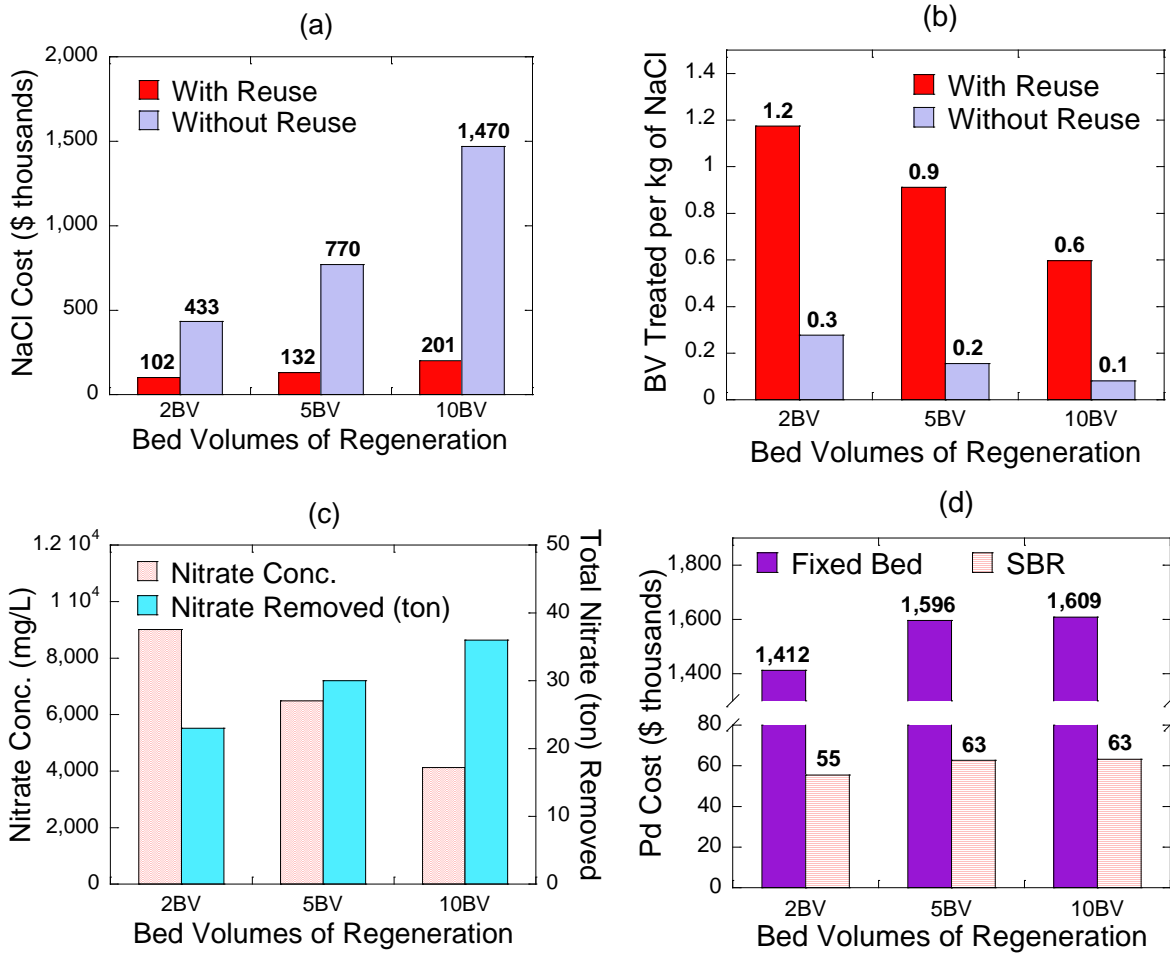 (a)
NaCl Cost ($ thousands)
2,000
1,500
1,000
500
0
With Reuse
Without Reuse
102
433
132
770
201
1,470
2BV
5BV
10BV
Bed Volumes of Regeneration
(b)
BV Treated per kg of NaCl
1.4
1.2
1
0.8
0.6
0.4
0.2
0
With Reuse
Without Reuse
1.2
0.3
0.9
0.2
0.6
0.1
2BV
5BV
10BV
Bed Volumes of Regeneration
(c)
Nitrate Conc. (mg/L)
1.2 10⁴
1 10⁴
8,000
6,000
4,000
2,000
0
Nitrate Conc.
Nitrate Removed (ton)
50
40
30
20
10
0
Total Nitrate (ton) Removed
2BV
5BV
10BV
Bed Volumes of Regeneration
(d)
Pd Cost ($ thousands)
1,800
1,600
1,400
80
60
40
20
0
Fixed Bed
SBR
1,412
55
1,596
63
1,609
63
2BV
5BV
10BV
Bed Volumes of Regeneration